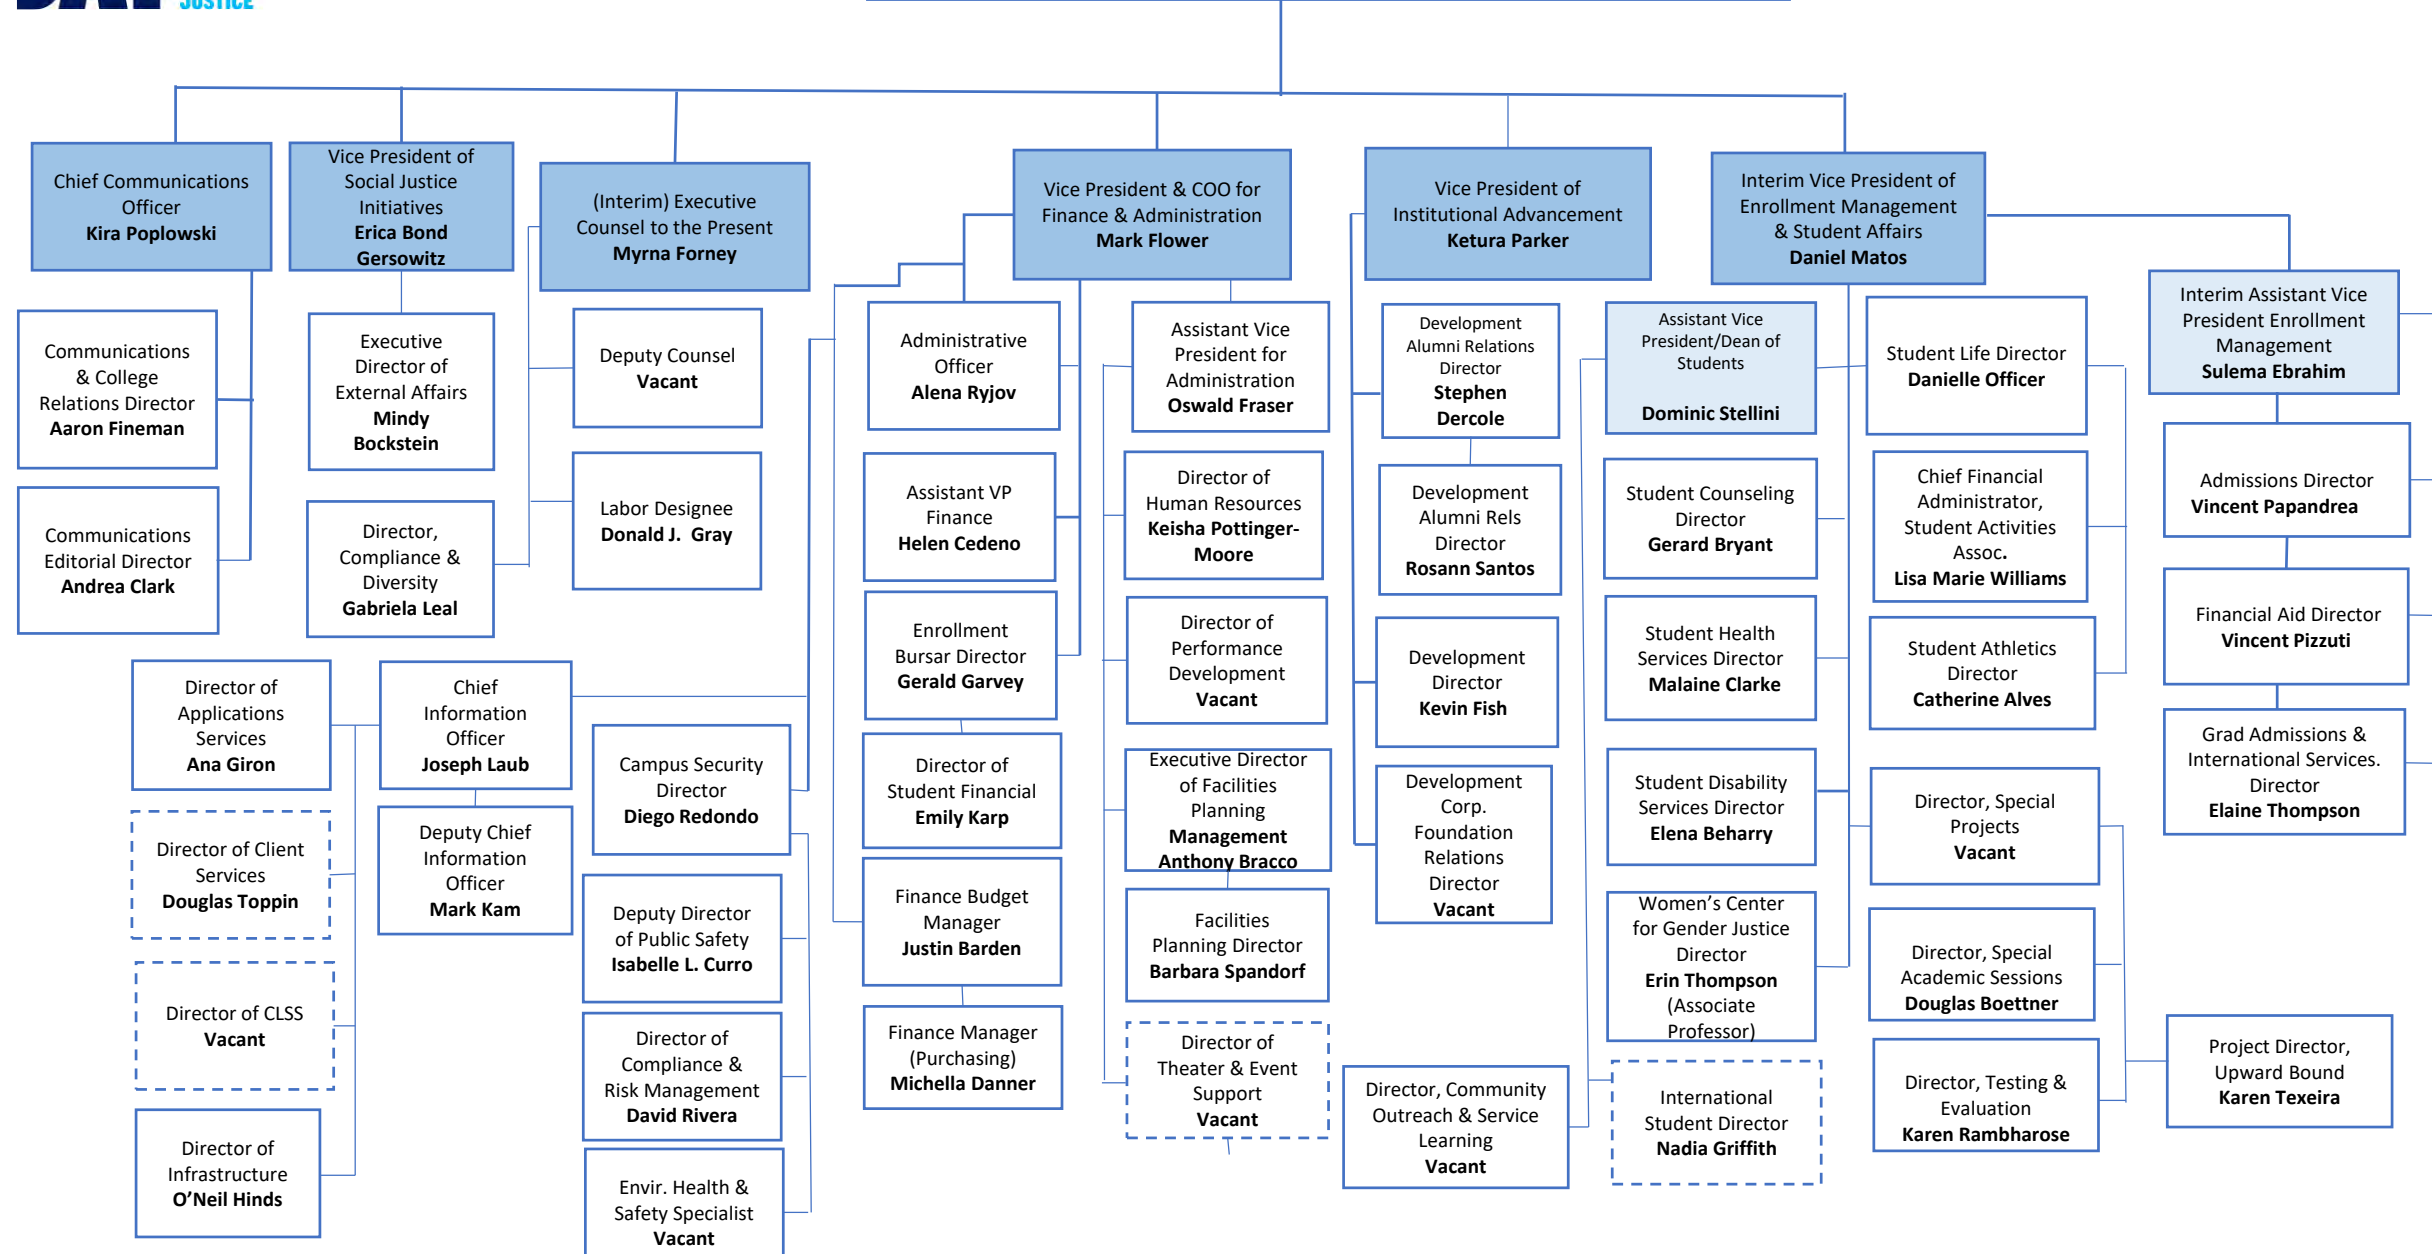 JUSTICE
Chief Communications
Officer
Kira Poplowski
Vice President of
Social Justice
Initiatives
Erica Bond
Gersowitz
(Interim) Executive
Counsel to the Present
Myrna Forney
Vice President & COO for
Finance & Administration
Mark Flower
Vice President of
Institutional Advancement
Ketura Parker
Interim Vice President of
Enrollment Management
& Student Affairs
Daniel Matos
Interim Assistant Vice
President Enrollment
Management
Sulema Ebrahim
Communications
& College
Relations Director
Aaron Fineman
Executive
Director of
External Affairs
Mindy
Bockstein
Deputy Counsel
Vacant
Administrative
Officer
Alena Ryjov
Assistant Vice
President for
Administration
Oswald Fraser
Development
Alumni Relations
Director
Stephen
Dercole
Assistant Vice
President/Dean of
Students
Dominic Stellini
Student Life Director
Danielle Officer
Communications
Editorial Director
Andrea Clark
Director,
Compliance &
Diversity
Gabriela Leal
Labor Designee
Donald J.  Gray
Assistant VP
Finance
Helen Cedeno
Director of
Human Resources
Keisha Pottinger-
Moore
Development
Alumni Rels
Director
Rosann Santos
Student Counseling
Director
Gerard Bryant
Chief Financial
Administrator,
Student Activities
Assoc.
Lisa Marie Williams
Admissions Director
Vincent Papandrea
Enrollment
Bursar Director
Gerald Garvey
Director of
Performance
Development
Vacant
Development
Director
Kevin Fish
Student Health
Services Director
Malaine Clarke
Student Athletics
Director
Catherine Alves
Financial Aid Director
Vincent Pizzuti
Director of
Applications
Services
Ana Giron
Chief
Information
Officer
Joseph Laub
Campus Security
Director
Diego Redondo
Director of
Student Financial
Emily Karp
Executive Director
of Facilities
Planning
Management
Anthony Bracco
Development
Corp.
Foundation
Relations
Director
Vacant
Student Disability
Services Director
Elena Beharry
Director, Special
Projects
Vacant
Grad Admissions &
International Services.
Director
Elaine Thompson
Director of Client
Services
Douglas Toppin
Deputy Chief
Information
Officer
Mark Kam
Deputy Director
of Public Safety
Isabelle L. Curro
Finance Budget
Manager
Justin Barden
Facilities
Planning Director
Barbara Spandorf
Women’s Center
for Gender Justice
Director
Erin Thompson
(Associate
Professor)
Director, Special
Academic Sessions
Douglas Boettner
Director of CLSS
Vacant
Director of
Compliance &
Risk Management
David Rivera
Finance Manager
(Purchasing)
Michella Danner
Director of
Theater & Event
Support
Vacant
Director, Community
Outreach & Service
Learning
Vacant
International
Student Director
Nadia Griffith
Director, Testing &
Evaluation
Karen Rambharose
Project Director,
Upward Bound
Karen Texeira
Director of
Infrastructure
O’Neil Hinds
Envir. Health &
Safety Specialist
Vacant